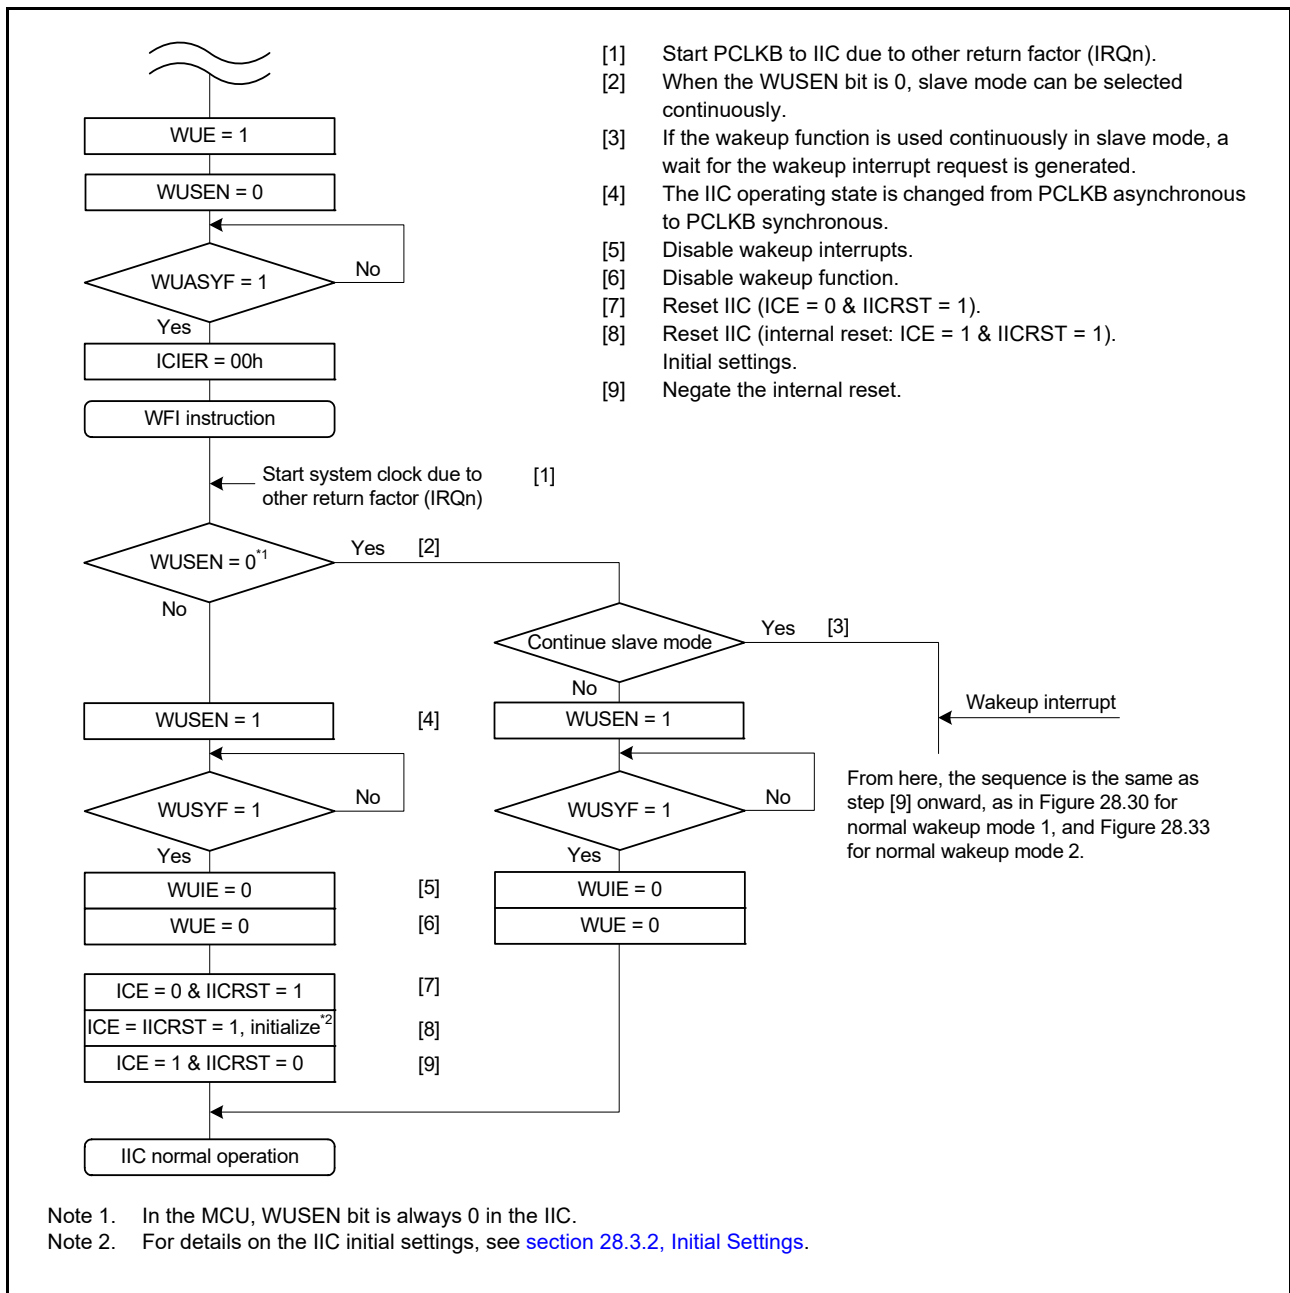 [1] Start PCLKB to IIC due to other return factor (IRQn).
[2] When the WUSEN bit is 0, slave mode can be selected
continuously.
[3] If the wakeup function is used continuously in slave mode, a
wait for the wakeup interrupt request is generated.
[4] The IIC operating state is changed from PCLKB asynchronous
to PCLKB synchronous.
[5] Disable wakeup interrupts.
[6] Disable wakeup function.
[7] Reset IIC (ICE = 0 & IICRST = 1).
[8] Reset IIC (internal reset: ICE = 1 & IICRST = 1).
Initial settings.
[9] Negate the internal reset.
WUE = 1
WUSEN = 0
WUASYF = 1
No
Yes
ICIER = 00h
WFI instruction
Start system clock due to [1]
other return factor (IRQn)
WUSEN = 0*1
Yes [2]
No
Continue slave mode
Yes [3]
No
Wakeup interrupt
WUSEN = 1
[4]
WUSEN = 1
WUSYF = 1
No
WUSYF = 1
No
From here, the sequence is the same as
step [9] onward, as in Figure 28.30 for
normal wakeup mode 1, and Figure 28.33
for normal wakeup mode 2.
Yes
Yes
WUIE = 0
[5]
WUIE = 0
WUE = 0
[6]
WUE = 0
ICE = 0 & IICRST = 1
[7]
ICE = IICRST = 1, initialize*2
[8]
ICE = 1 & IICRST = 0
[9]
IIC normal operation
Note 1. In the MCU, WUSEN bit is always 0 in the IIC.
Note 2. For details on the IIC initial settings, see section 28.3.2, Initial Settings.